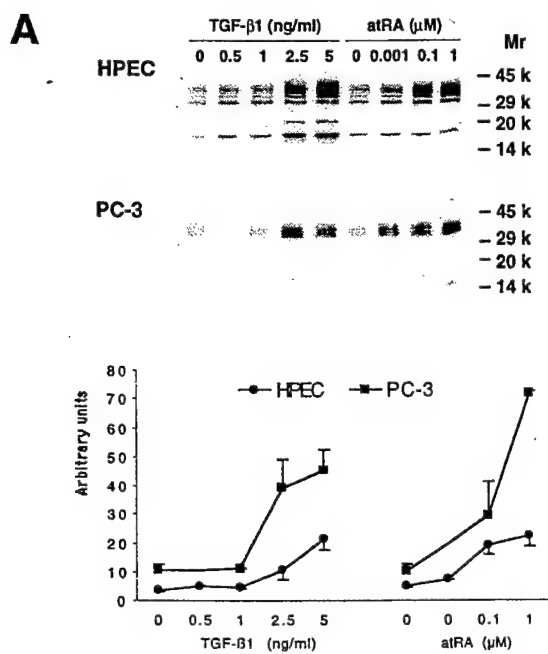 A
TGF-β1 (ng/ml) atRA (μM)
0 0.5 1 2.5 5 0 0.001 0.1 1 Mr
HPEC
45 k
29 k
20 k
14 k
PC-3
45 k
29 k
20 k
14 k
80
70
60
50
40
30
20
10
0
Arbitrary units
HPEC PC-3
0 0.5 1 2.5 5 0 0 0.1 1
TGF-ß1 (ng/ml) atRA (μM)